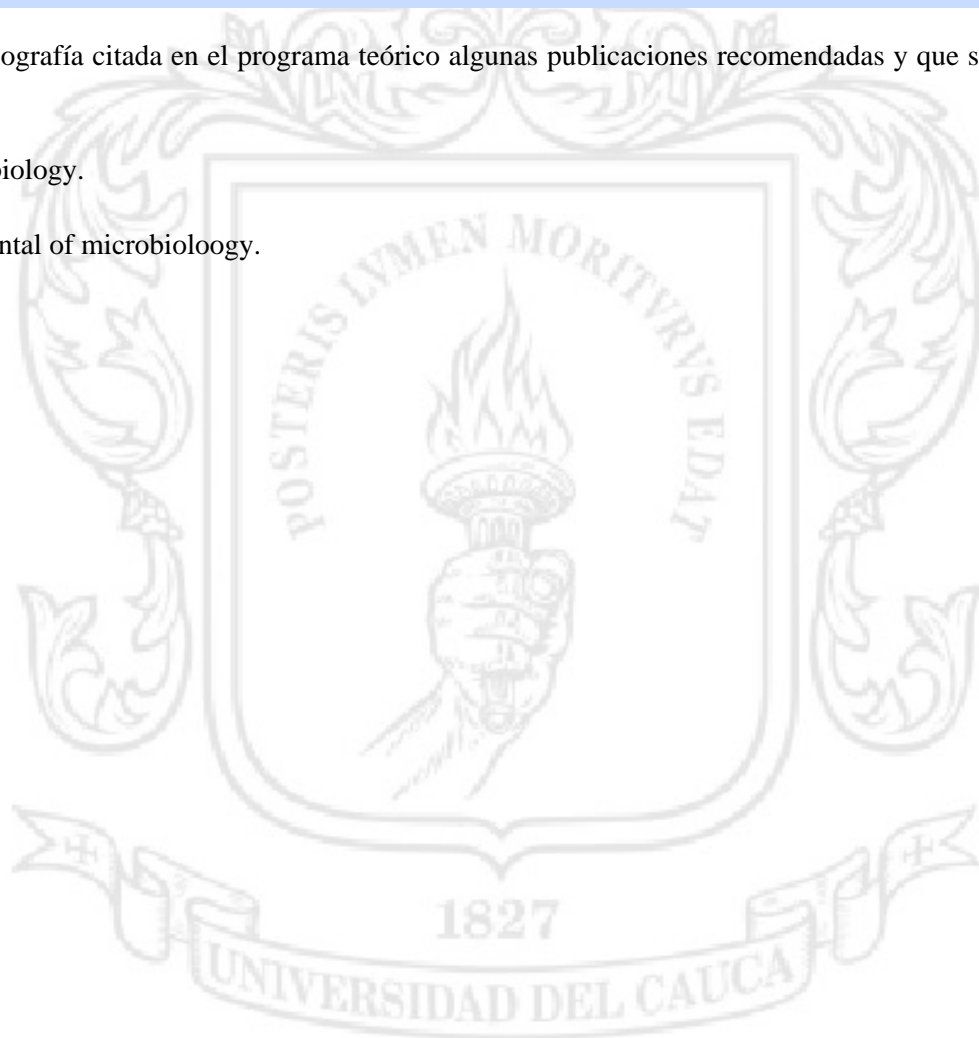 ografía citada en el programa teórico algunas publicaciones recomendadas y que s
iology.
ntal of microbioloogy.
POSTERIS LVMEN MORITVRVS EDAT
1827
UNIVERSIDAD DEL CAUCA